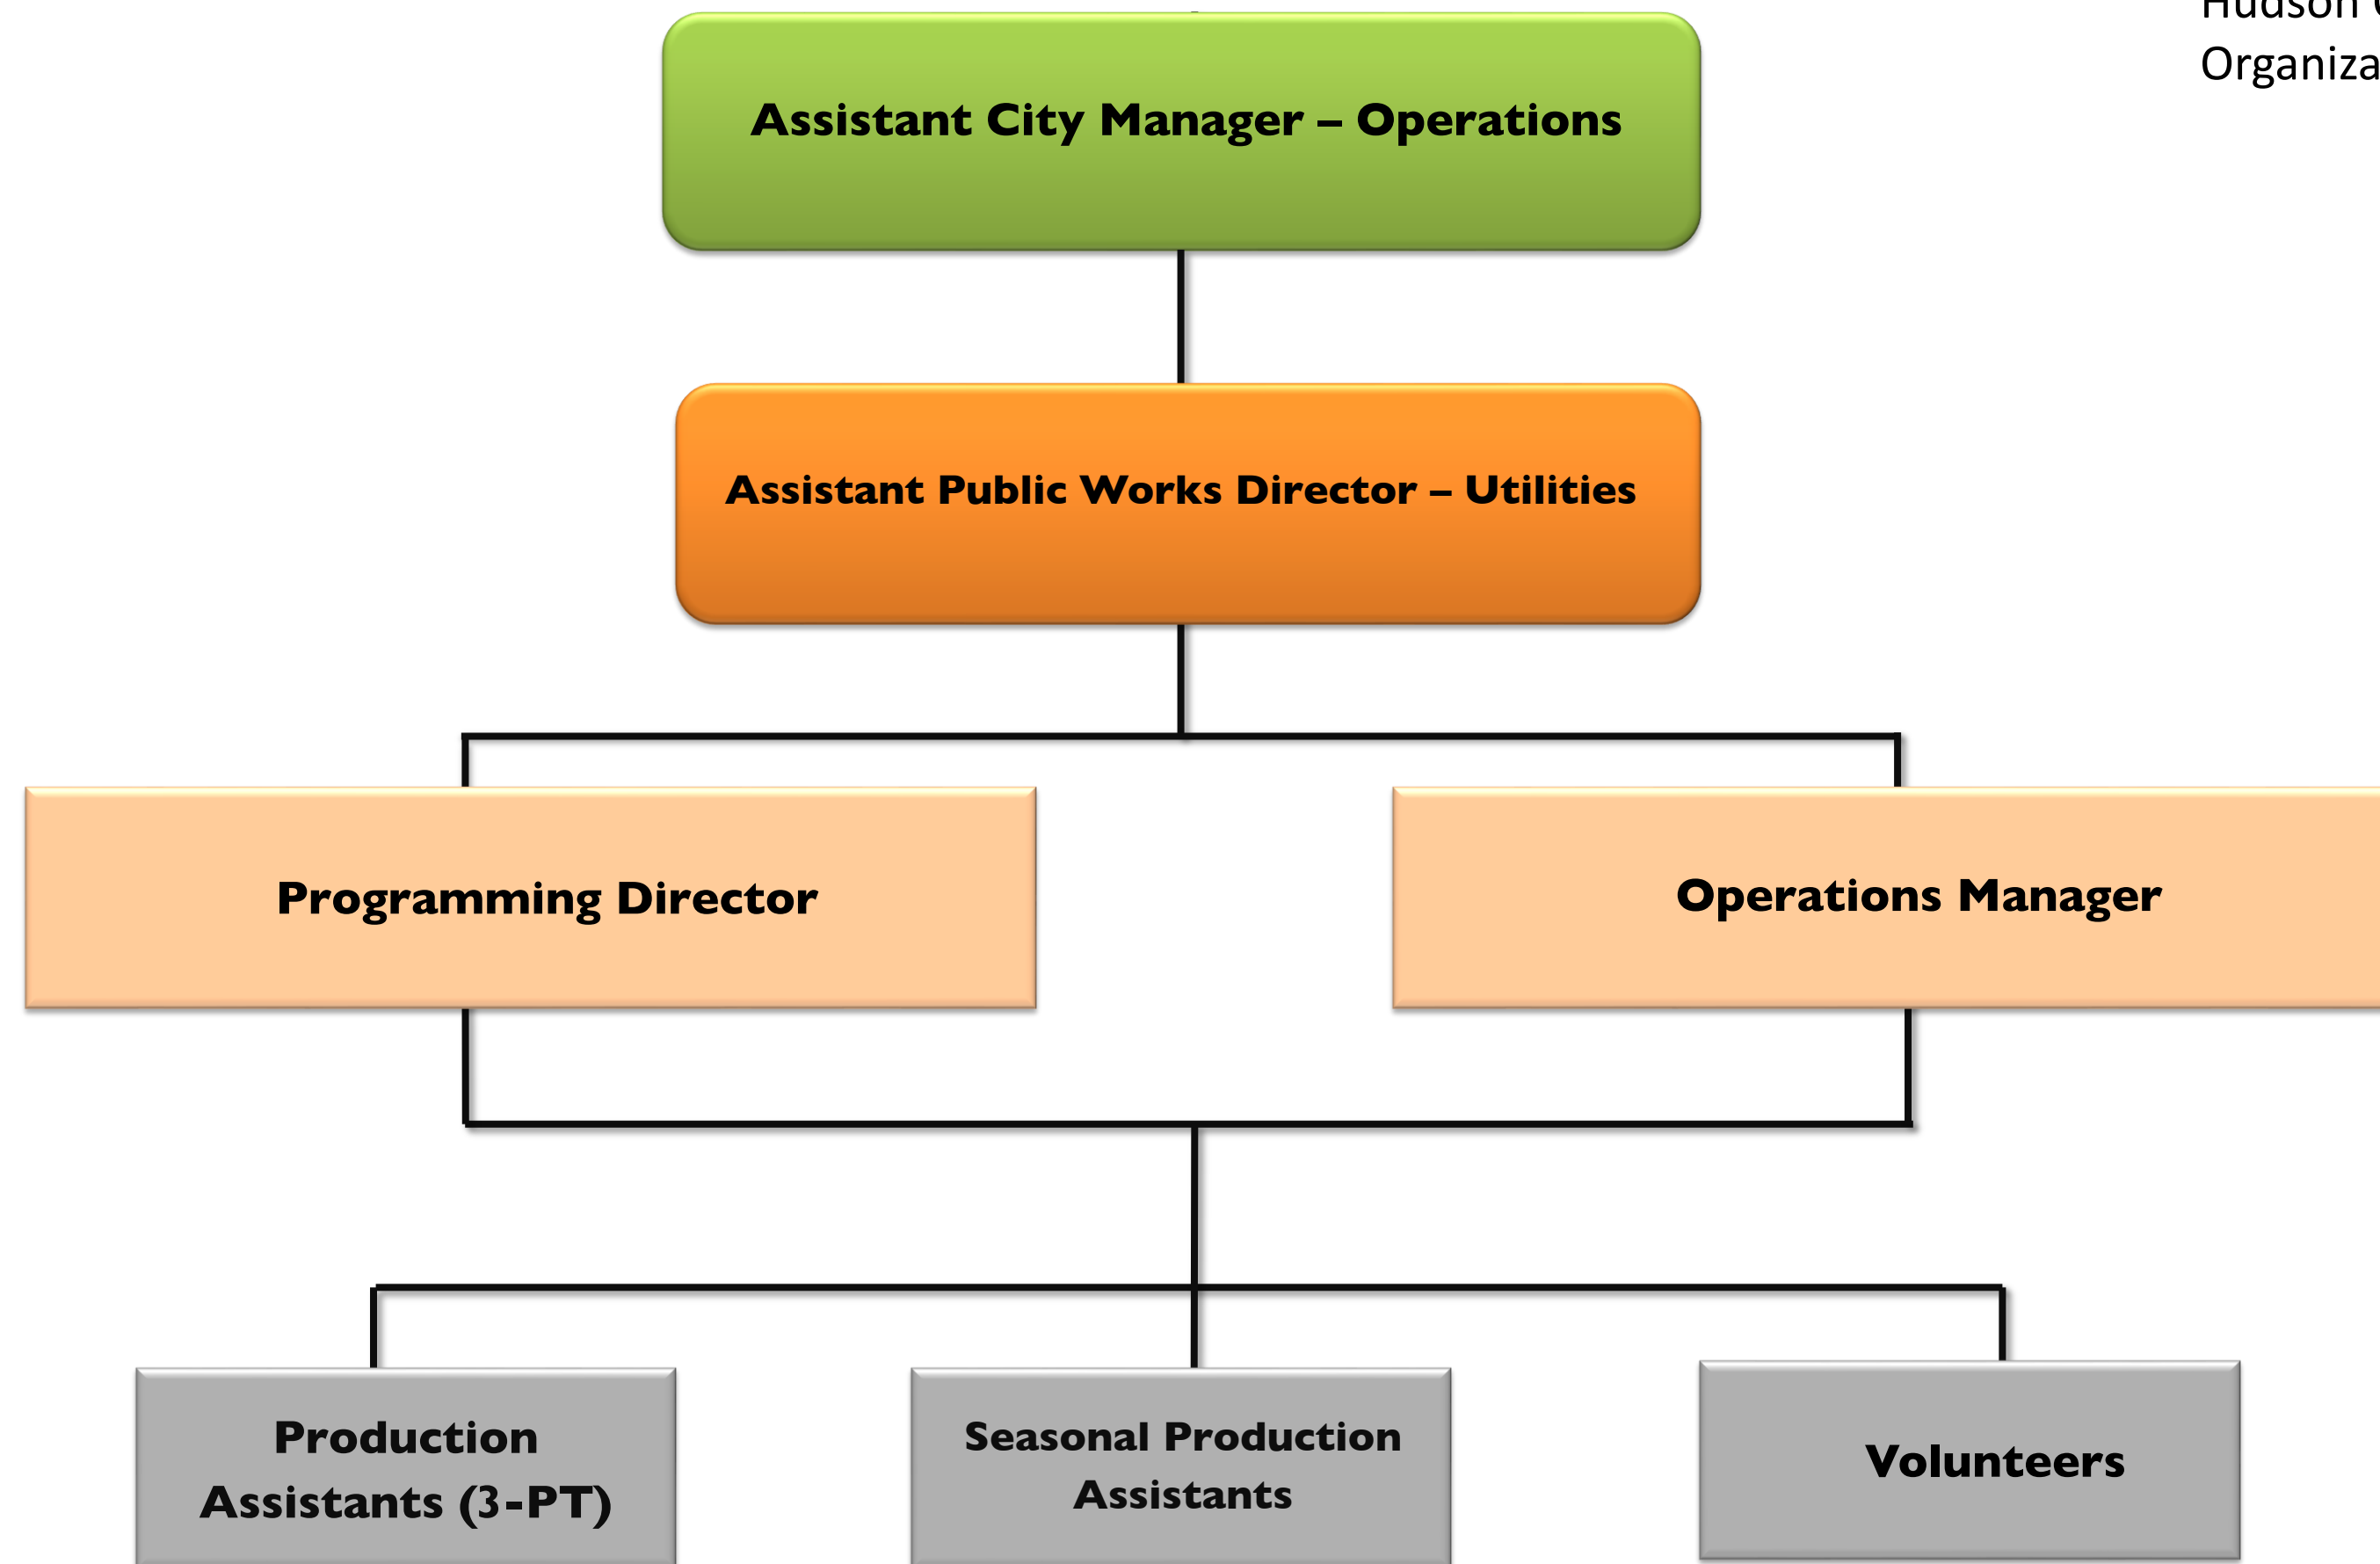 Hudson
Assistant City Manager – Operations
Assistant Public Works Director – Utilities
Programming Director
Operations Manager
Production
Assistants (3-PT)
Seasonal Production
Assistants
Volunteers